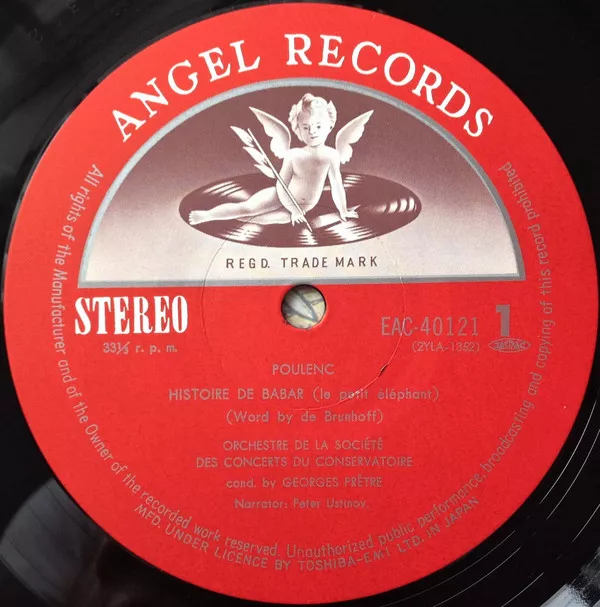 ANGEL RECORDS
REGD. TRADE MARK
STEREO
33⅓ r. p. m.
EAC-40121 1
(2YLA-1352)
POULENC
HISTOIRE DE BABAR (le petit éléphant)
(Word by de Brunhoff)
ORCHESTRE DE LA SOCIÉTÉ
DES CONCERTS DU CONSERVATOIRE
cond. by GEORGES PRÊTRE
Narrator: Peter Ustinov
All rights of the Manufacturer and of the Owner of the recorded work reserved. Unauthorized public performance, broadcasting and copying of this record prohibited
MFD. UNDER LICENCE BY TOSHIBA-EMI LTD. IN JAPAN